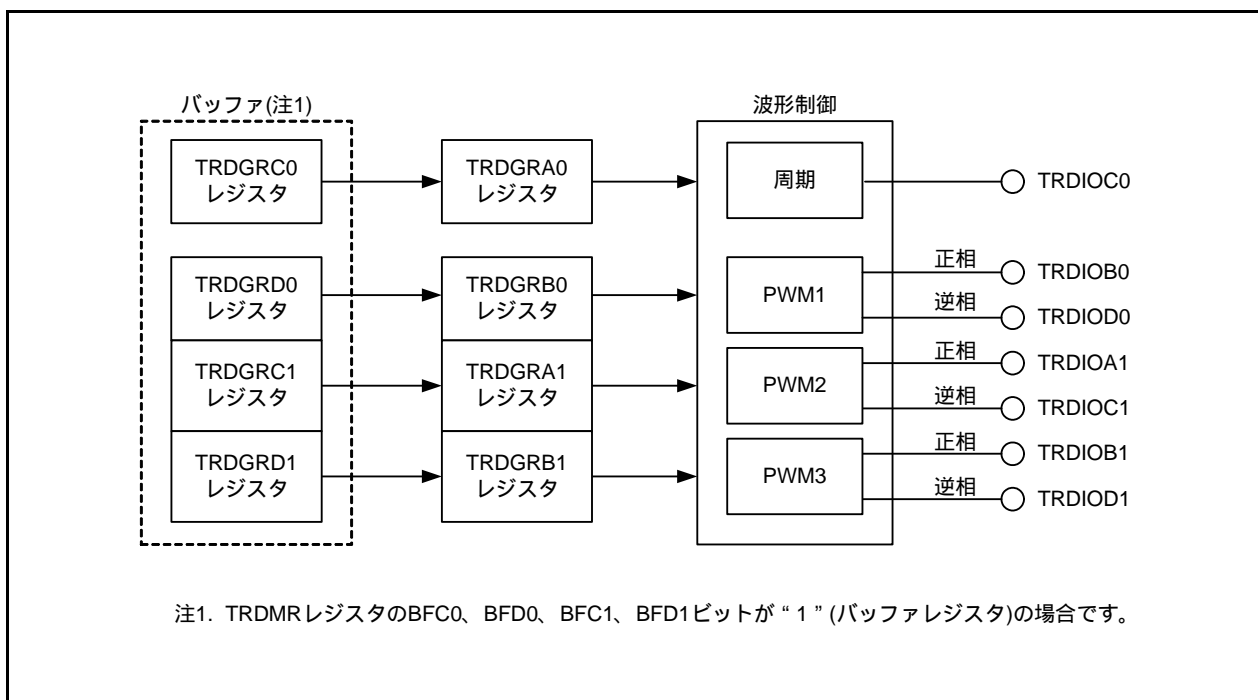 バッファ(注1)
波形制御
TRDGRC0
レジスタ
TRDGRA0
レジスタ
周期
TRDIOC0
TRDGRD0
レジスタ
TRDGRB0
レジスタ
PWM1
正相
TRDIOB0
逆相
TRDIOD0
TRDGRC1
レジスタ
TRDGRA1
レジスタ
PWM2
正相
TRDIOA1
逆相
TRDIOC1
TRDGRD1
レジスタ
TRDGRB1
レジスタ
PWM3
正相
TRDIOB1
逆相
TRDIOD1
注1. TRDMRレジスタのBFC0、BFD0、BFC1、BFD1ビットが“1”(バッファレジスタ)の場合です。